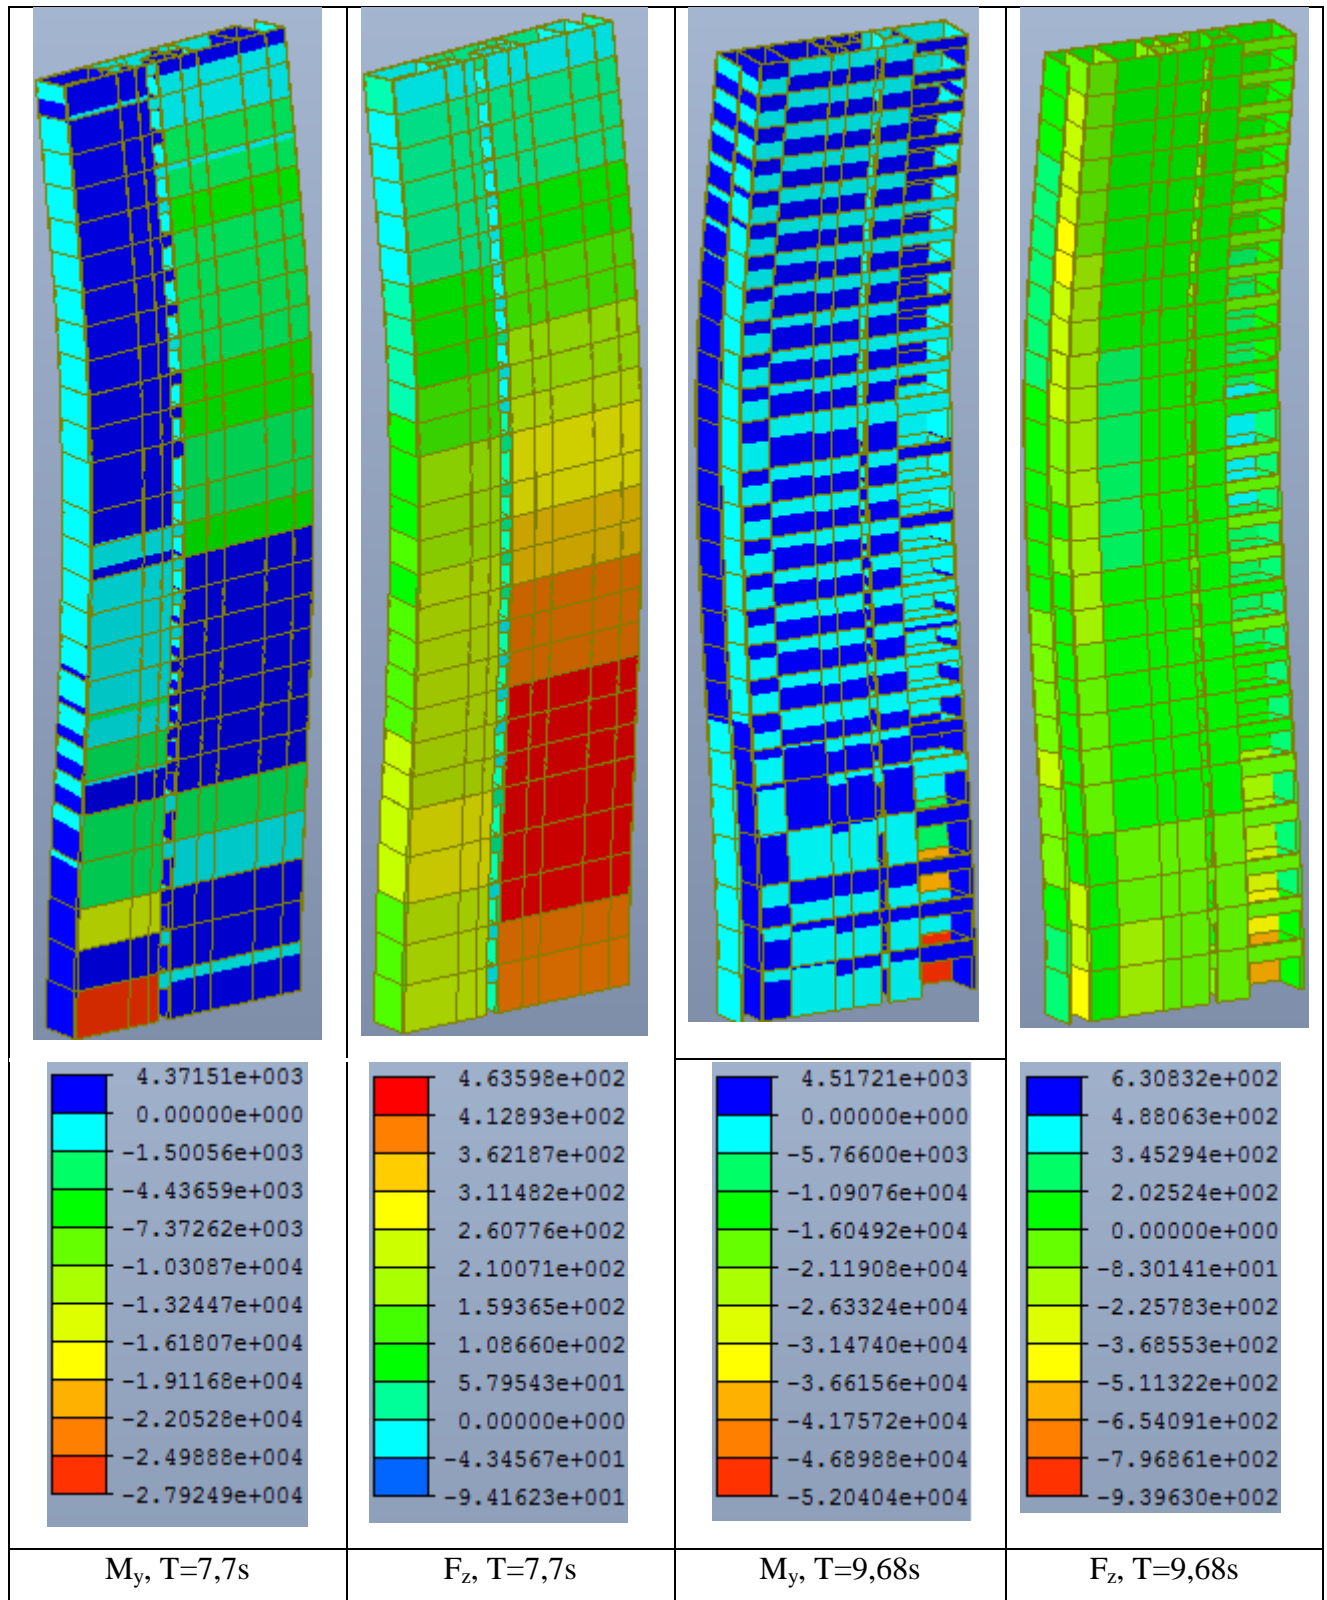 4.37151e+003
0.00000e+000
-1.50056e+003
-4.43659e+003
-7.37262e+003
-1.03087e+004
-1.32447e+004
-1.61807e+004
-1.91168e+004
-2.20528e+004
-2.49888e+004
-2.79249e+004
4.63598e+002
4.12893e+002
3.62187e+002
3.11482e+002
2.60776e+002
2.10071e+002
1.59365e+002
1.08660e+002
5.79543e+001
0.00000e+000
-4.34567e+001
-9.41623e+001
4.51721e+003
0.00000e+000
-5.76600e+003
-1.09076e+004
-1.60492e+004
-2.11908e+004
-2.63324e+004
-3.14740e+004
-3.66156e+004
-4.17572e+004
-4.68988e+004
-5.20404e+004
6.30832e+002
4.88063e+002
3.45294e+002
2.02524e+002
0.00000e+000
-8.30141e+001
-2.25783e+002
-3.68553e+002
-5.11322e+002
-6.54091e+002
-7.96861e+002
-9.39630e+002
My, T=7,7s
Fz, T=7,7s
My, T=9,68s
Fz, T=9,68s